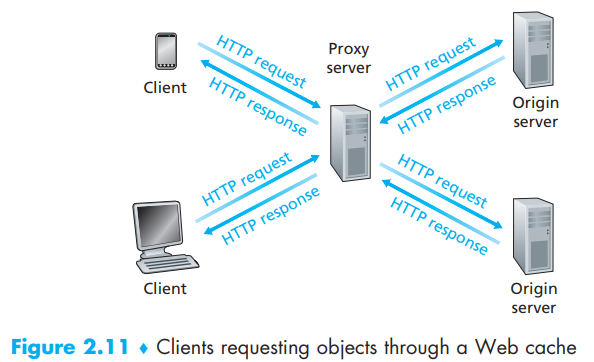 HTTP request
HTTP response
Client
Proxy
server
HTTP request
HTTP response
Origin
server
HTTP request
HTTP response
Client
HTTP request
HTTP response
Origin
server
Figure 2.11 ♦ Clients requesting objects through a Web cache